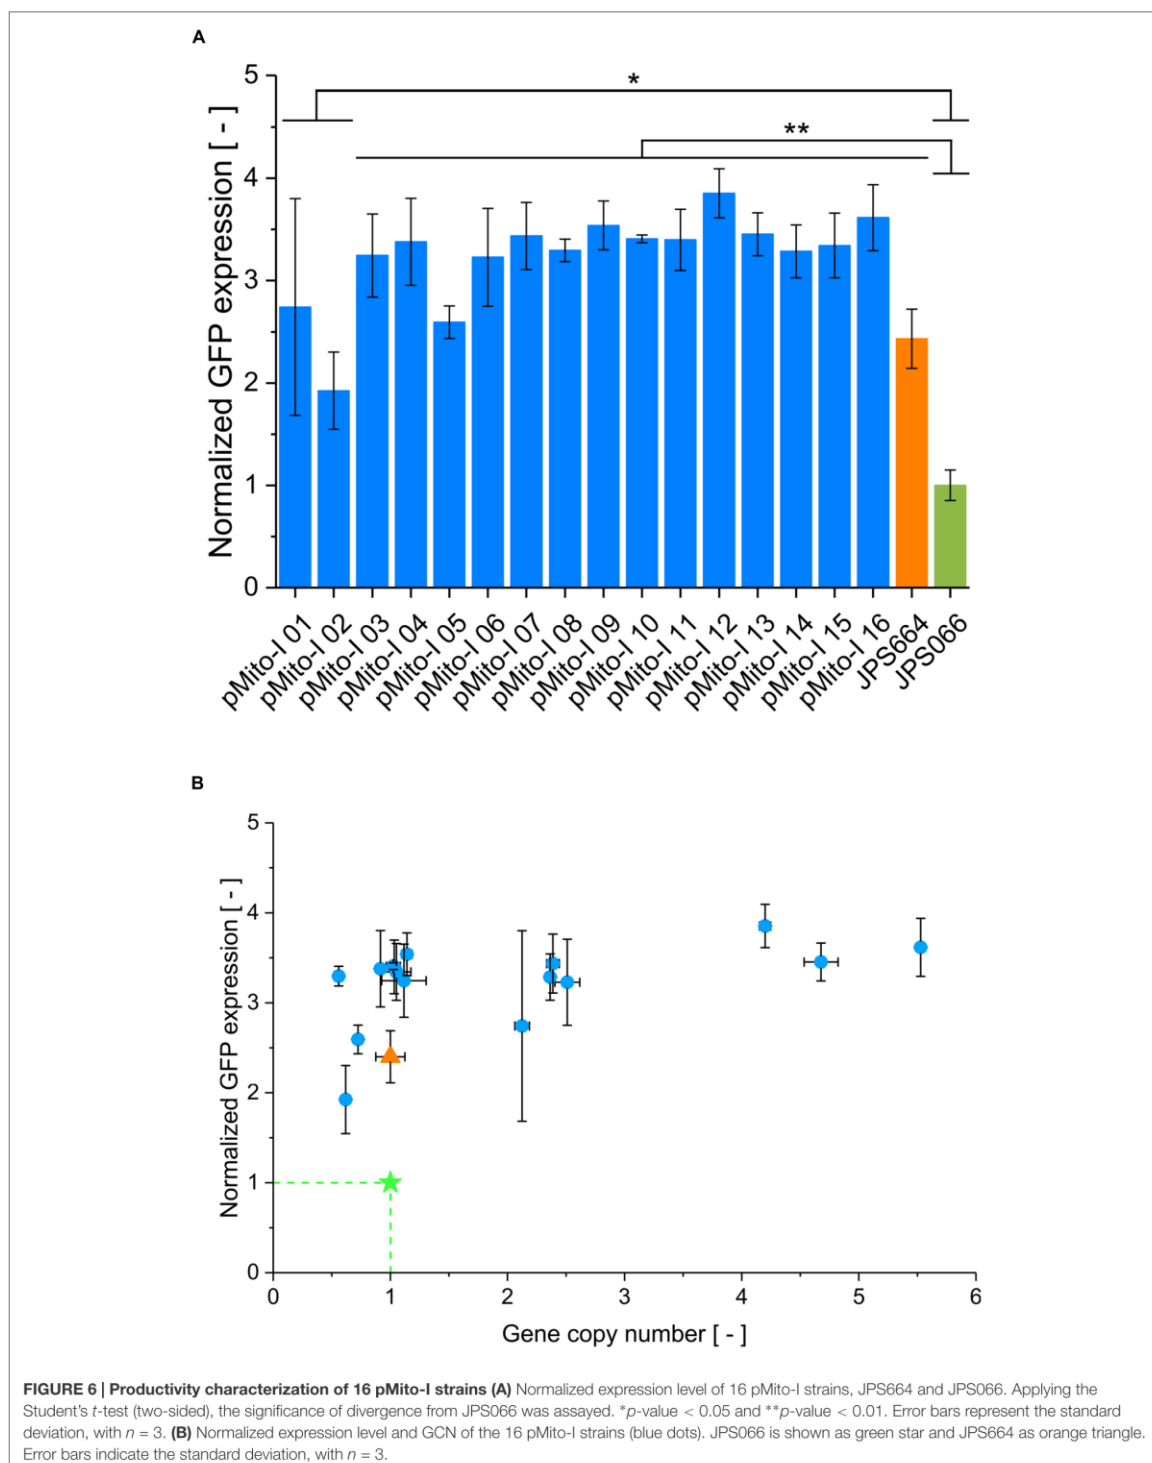 A
Normalized GFP expression [ - ]
5
4
3
2
1
0
*
**
pMito-I 01
pMito-I 02
pMito-I 03
pMito-I 04
pMito-I 05
pMito-I 06
pMito-I 07
pMito-I 08
pMito-I 09
pMito-I 10
pMito-I 11
pMito-I 12
pMito-I 13
pMito-I 14
pMito-I 15
pMito-I 16
JPS664
JPS066
B
Normalized GFP expression [ - ]
5
4
3
2
1
0
0 1 2 3 4 5 6
Gene copy number [ - ]
FIGURE 6 | Productivity characterization of 16 pMito-I strains (A) Normalized expression level of 16 pMito-I strains, JPS664 and JPS066. Applying the
Student's t-test (two-sided), the significance of divergence from JPS066 was assayed. *p-value < 0.05 and **p-value < 0.01. Error bars represent the standard
deviation, with n = 3. (B) Normalized expression level and GCN of the 16 pMito-I strains (blue dots). JPS066 is shown as green star and JPS664 as orange triangle.
Error bars indicate the standard deviation, with n = 3.